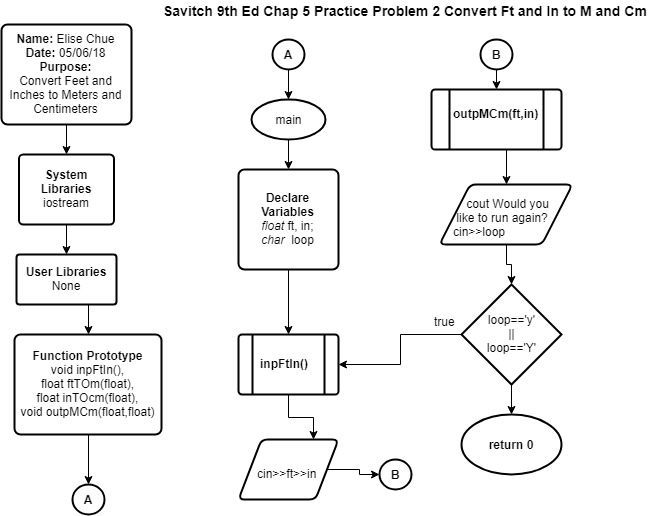 Savitch 9th Ed Chap 5 Practice Problem 2 Convert Ft and In to M and Cm
Name: Elise Chue
Date: 05/06/18
Purpose:
Convert Feet and
Inches to Meters and
Centimeters
System
Libraries
iostream
User Libraries
None
Function Prototype
void inpFtIn(),
float ftTOm(float),
float inTOcm(float),
void outpMCm(float,float)
A
A
main
Declare
Variables
float ft, in;
char loop
inpFtIn()
cin>>ft>>in
B
B
outpMCm(ft,in)
cout Would you
like to run again?
cin>>loop
loop=='y'
||
loop=='Y'
true
return 0